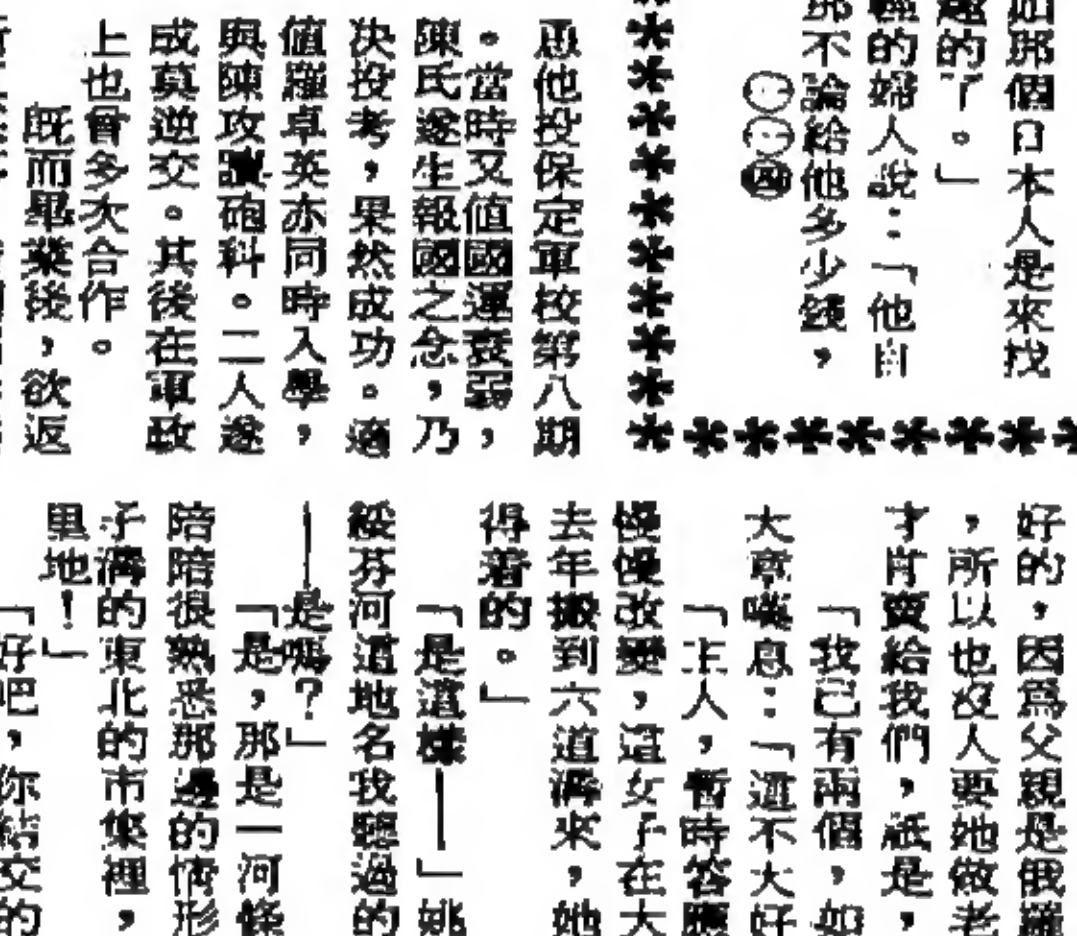 如那個日本人是來找
趣的了。」
的婦人說：「他自
那不論給他多少錢，
㊀㊀㊃
恿他投保定軍校第八期
。當時又值國運衰弱，
陳氏遂生報國之念，乃
決投考，果然成功。適
值羅卓英亦同時入學，
與陳攻讀砲科。二人遂
成莫逆交。其後在軍政
上也曾多次合作。
既而畢業後，欲返
好的，因爲父親是俄羅
，所以也沒人要她做老
才肯賣給我們，祇是，
「我已有兩個，如
大章嘆息：「這不大好
「主人，暫時答應
慢慢改變，這女子在大
去年搬到六道溝來，她
得着的。」
「是這樣——」姚
綏芬河這地名我聽過的
——是嗎？」
「是，那是一河條
陪陪很熟悉那邊的情形
子溝的東北的市集裡，
里地！」
「好吧，你結交的